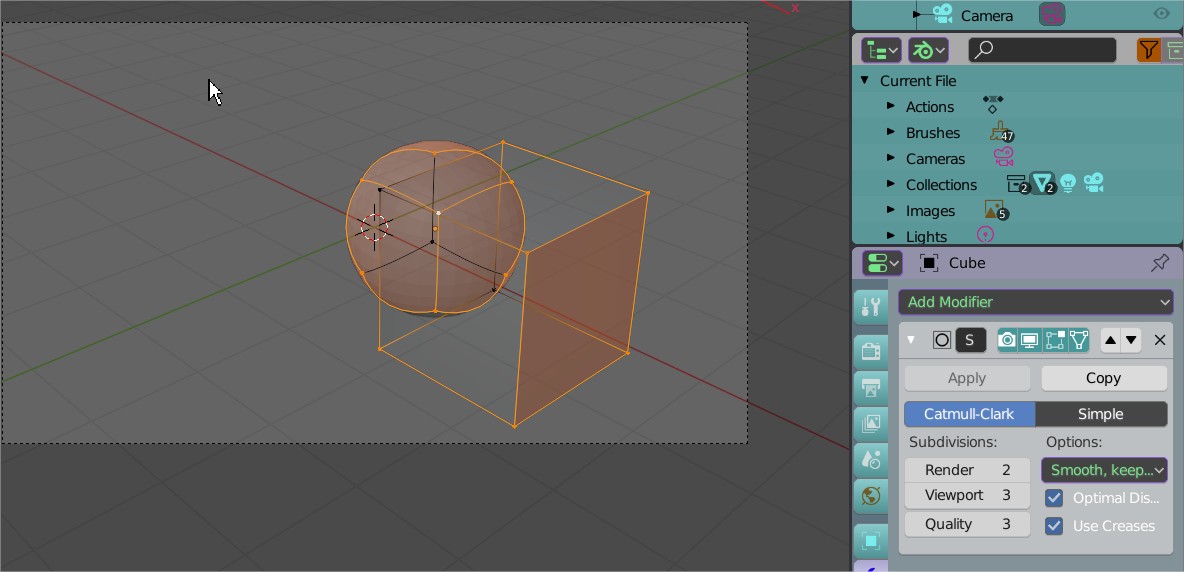 x
Camera
Current File
Actions
Brushes 47
Cameras
Collections 2 2
Images 5
Lights
Cube
Add Modifier
S
Apply Copy
Catmull-Clark Simple
Subdivisions: Options:
Render 2 Smooth, keep...
Viewport 3 Optimal Dis...
Quality 3 Use Creases